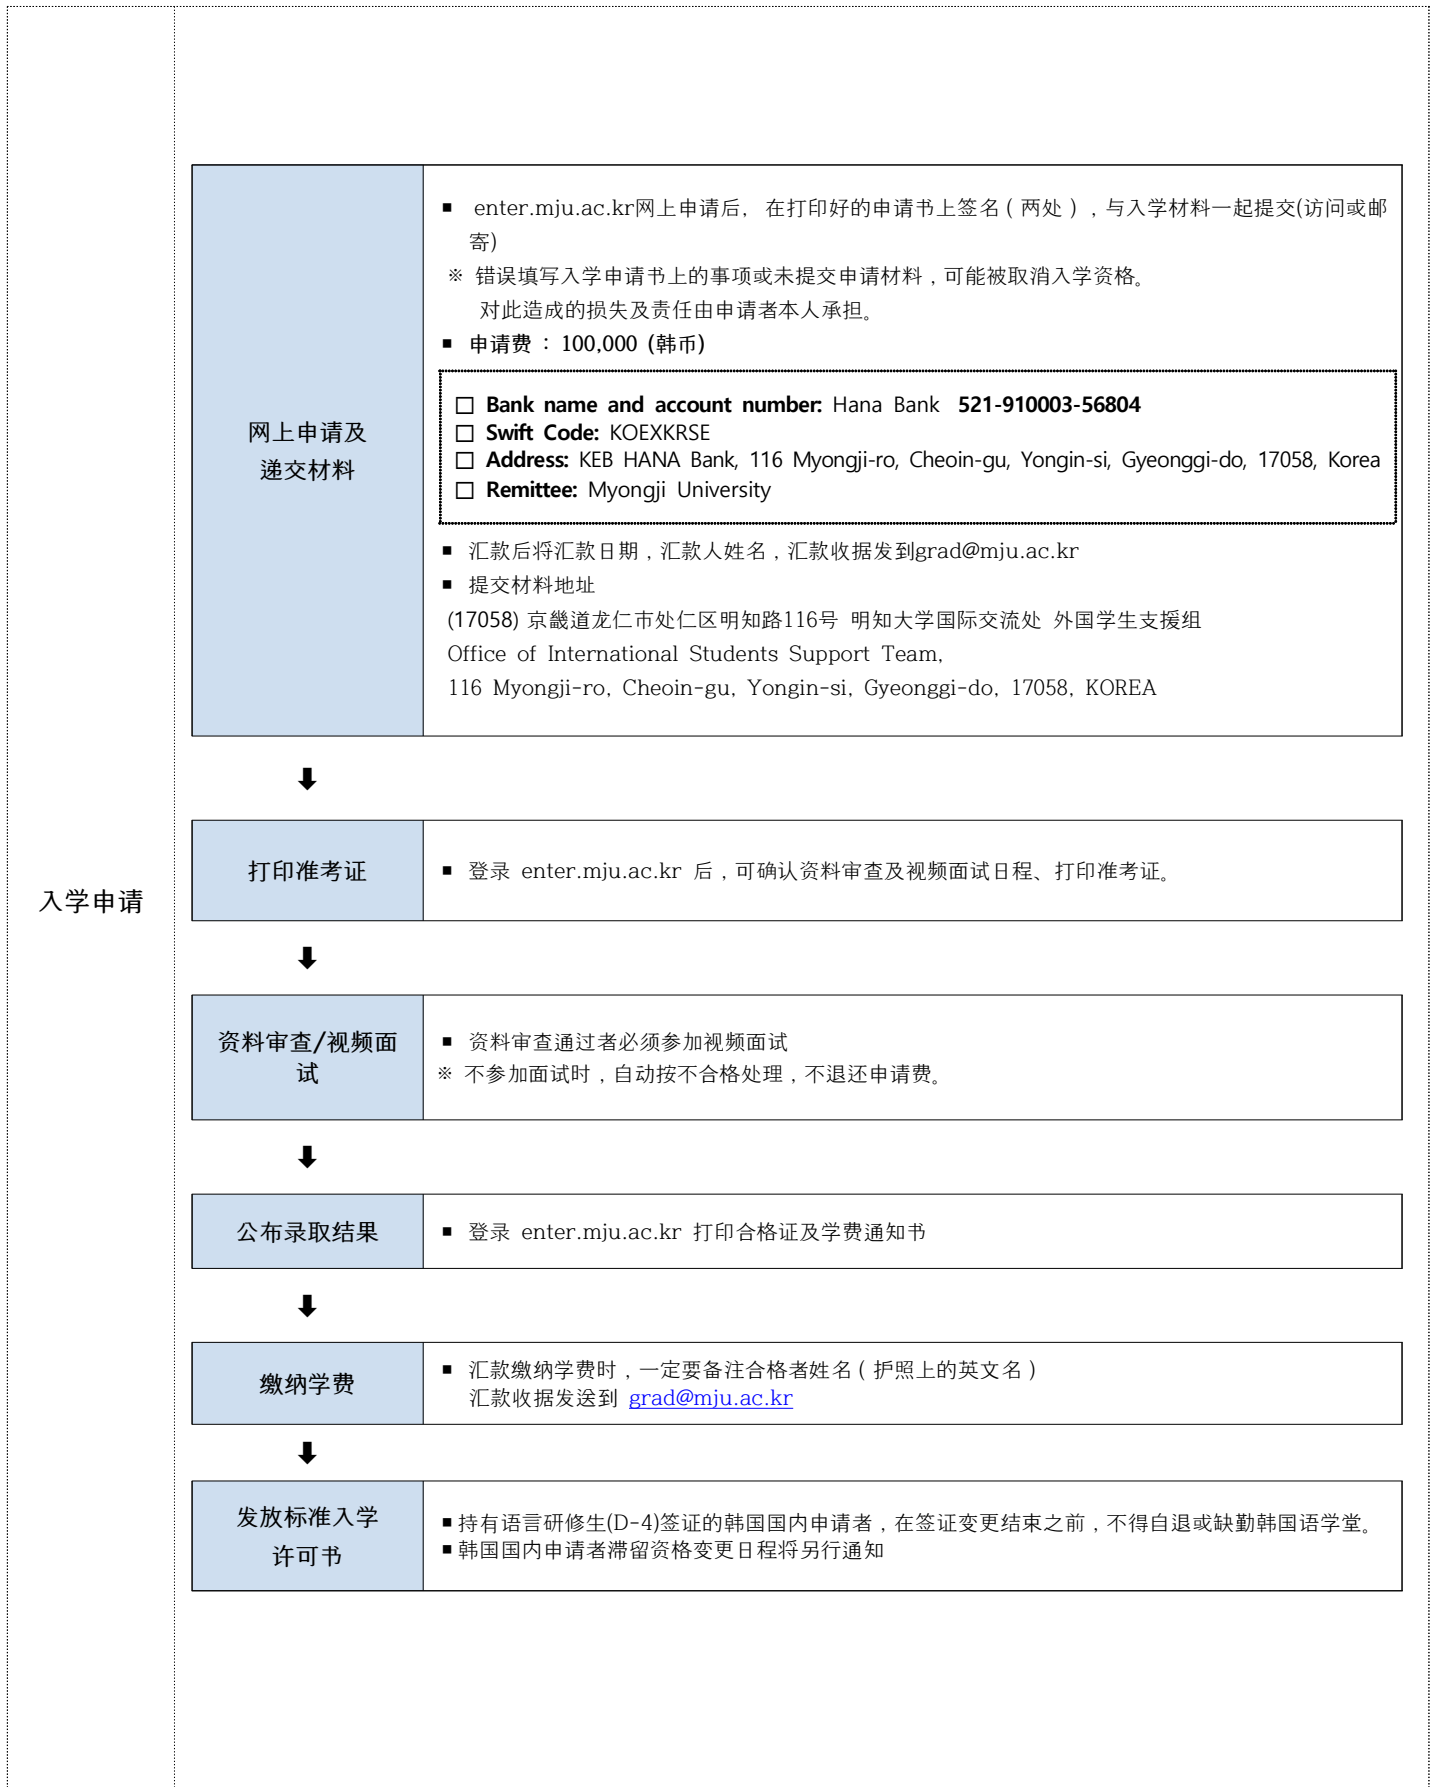 入学申请
网上申请及
递交材料
■ enter.mju.ac.kr网上申请后, 在打印好的申请书上签名 ( 两处 ) , 与入学材料一起提交(访问或邮
寄)
※ 错误填写入学申请书上的事项或未提交申请材料 , 可能被取消入学资格。
对此造成的损失及责任由申请者本人承担。
■ 申请费 : 100,000 (韩币)
□ Bank name and account number: Hana Bank 521-910003-56804
□ Swift Code: KOEXKRSE
□ Address: KEB HANA Bank, 116 Myongji-ro, Cheoin-gu, Yongin-si, Gyeonggi-do, 17058, Korea
□ Remittee: Myongji University
■ 汇款后将汇款日期 , 汇款人姓名 , 汇款收据发到grad@mju.ac.kr
■ 提交材料地址
(17058) 京畿道龙仁市处仁区明知路116号 明知大学国际交流处 外国学生支援组
Office of International Students Support Team,
116 Myongji-ro, Cheoin-gu, Yongin-si, Gyeonggi-do, 17058, KOREA
⬇
打印准考证
■ 登录 enter.mju.ac.kr 后 , 可确认资料审查及视频面试日程、打印准考证。
⬇
资料审查/视频面
试
■ 资料审查通过者必须参加视频面试
※ 不参加面试时 , 自动按不合格处理 , 不退还申请费。
⬇
公布录取结果
■ 登录 enter.mju.ac.kr 打印合格证及学费通知书
⬇
缴纳学费
■ 汇款缴纳学费时 , 一定要备注合格者姓名 ( 护照上的英文名 )
汇款收据发送到 grad@mju.ac.kr
⬇
发放标准入学
许可书
■ 持有语言研修生(D-4)签证的韩国国内申请者 , 在签证变更结束之前 , 不得自退或缺勤韩国语学堂。
■ 韩国国内申请者滞留资格变更日程将另行通知